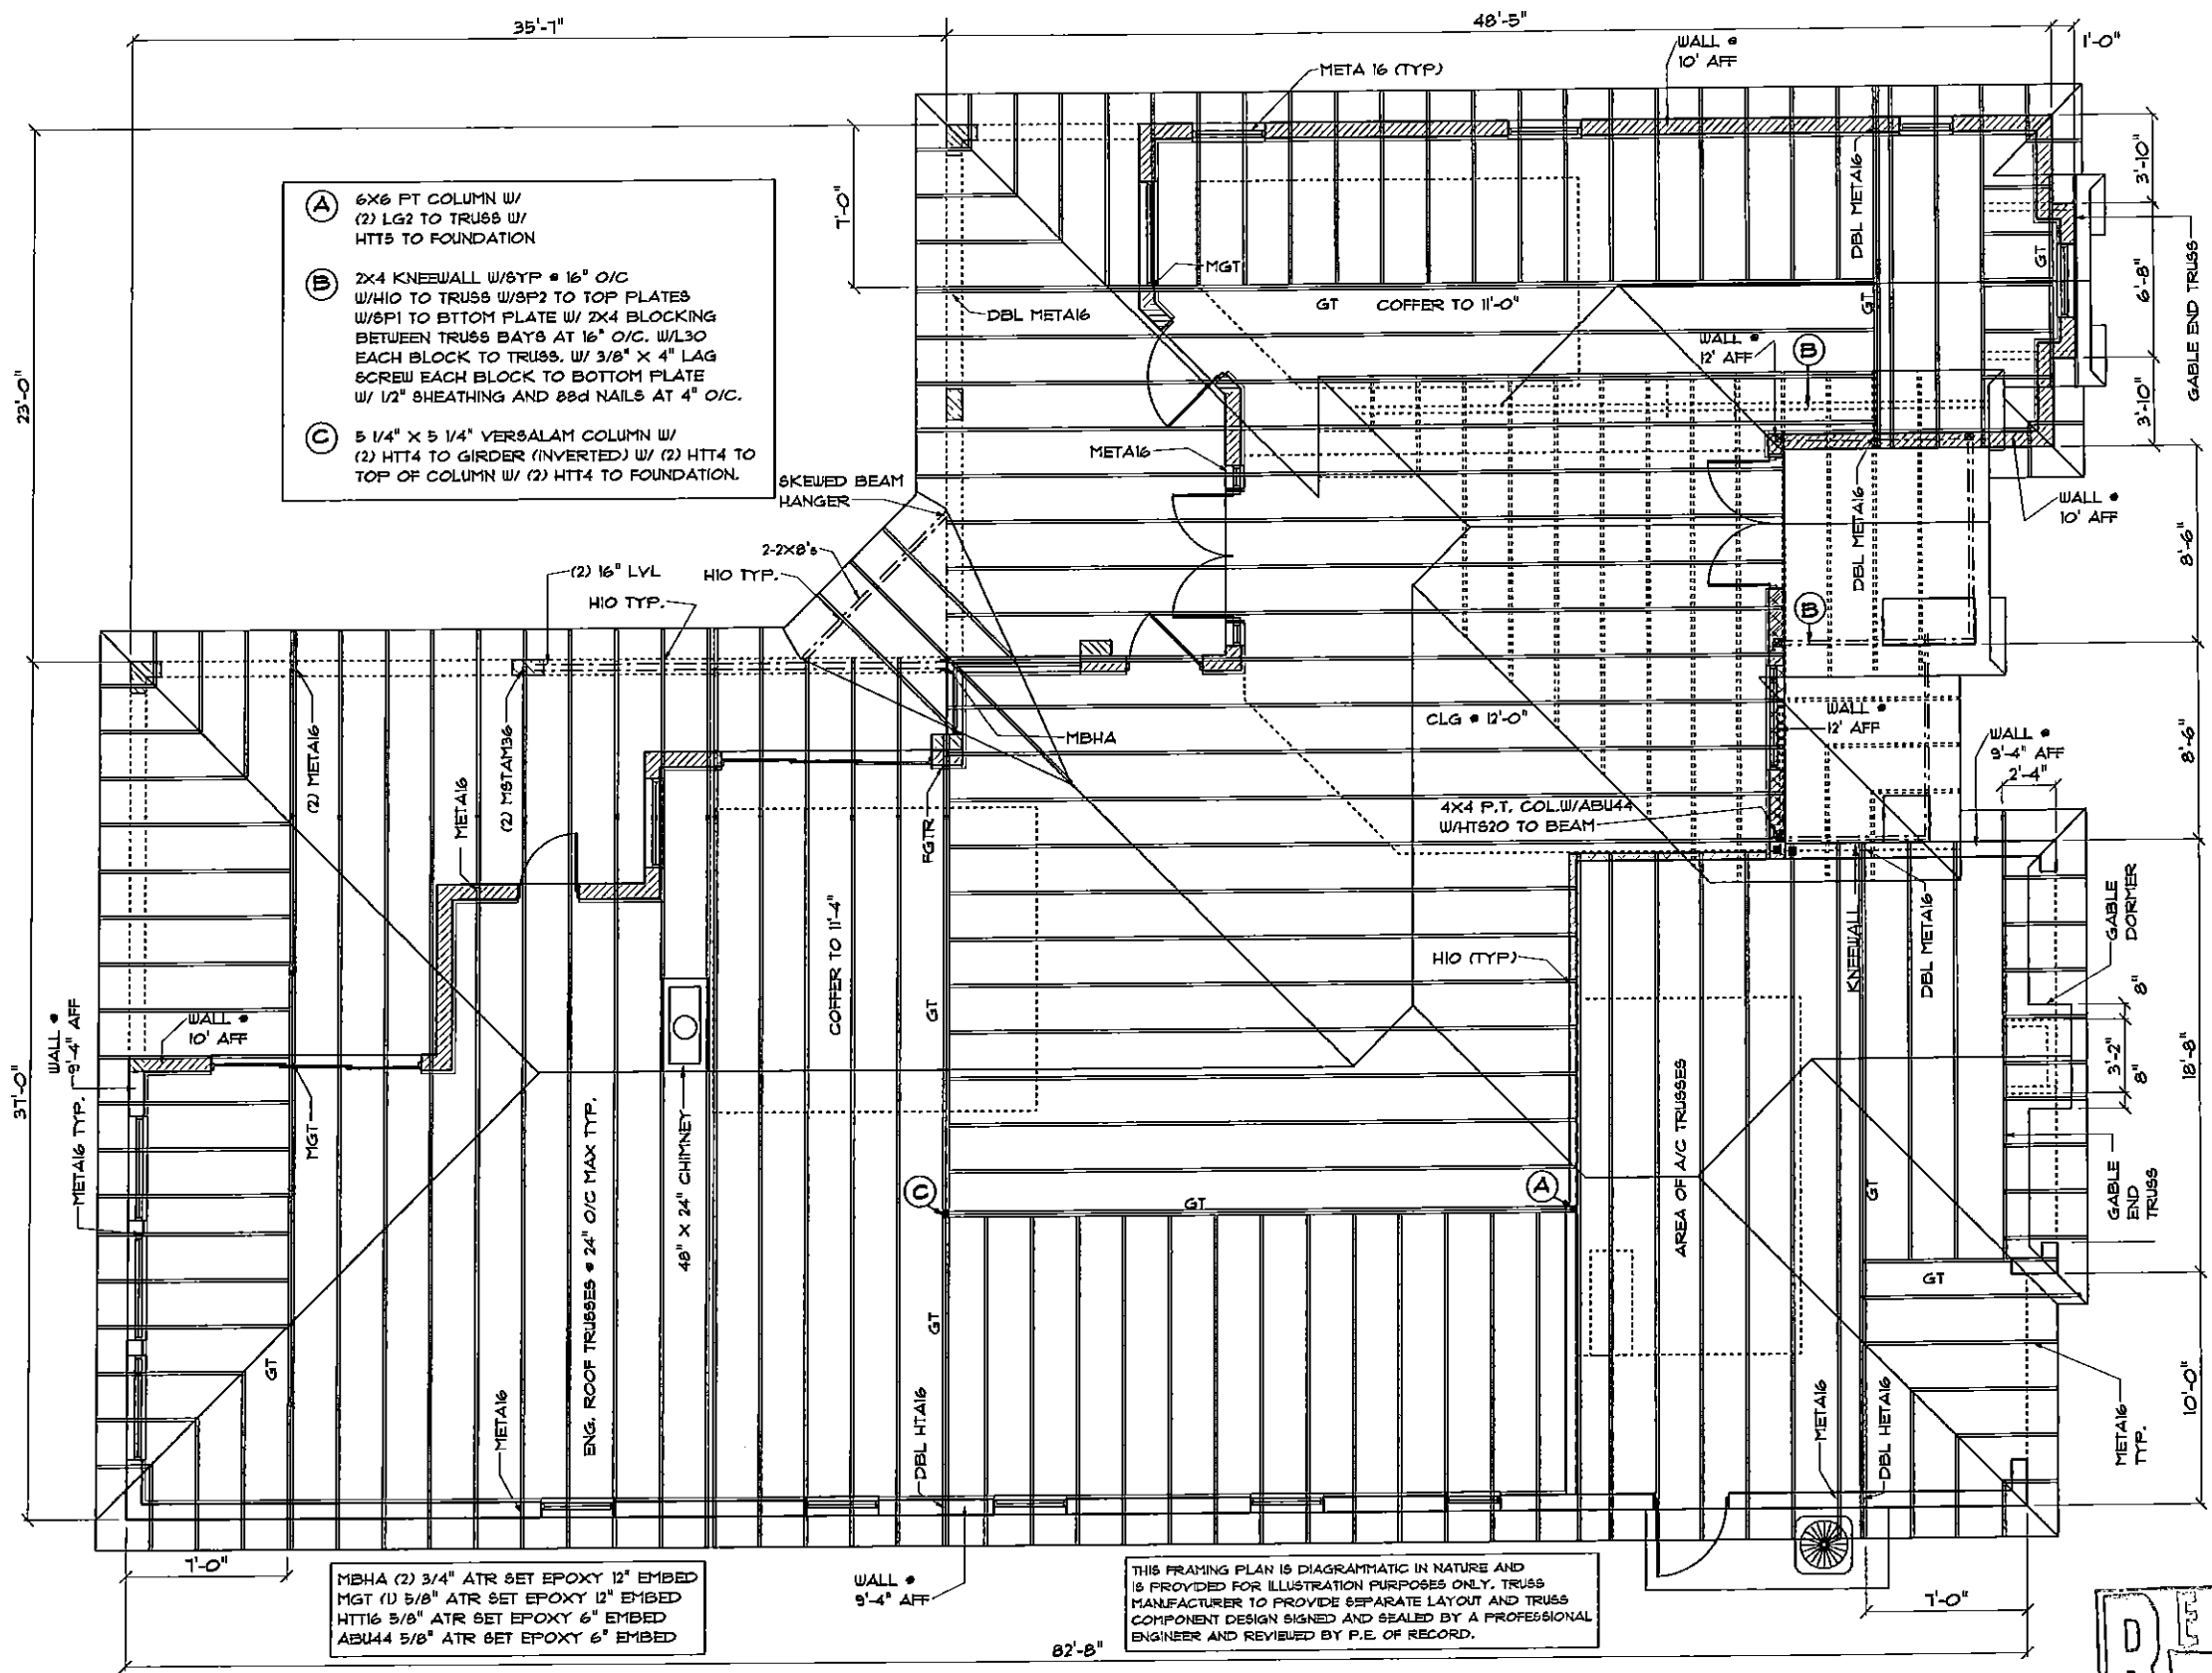 35'-7"
48'-5"
1'-0"
WALL @
10' AFF
META 16 (TYP)
A
6X6 PT COLUMN W/
(2) LG2 TO TRUSS W/
HTT5 TO FOUNDATION
B
2X4 KNEEWALL W/SYP @ 16" O/C
W/H10 TO TRUSS W/SP2 TO TOP PLATES
W/SP1 TO BTTOM PLATE W/ 2X4 BLOCKING
BETWEEN TRUSS BAYS AT 16" O/C. W/L30
EACH BLOCK TO TRUSS. W/ 3/8" X 4" LAG
SCREW EACH BLOCK TO BOTTOM PLATE
W/ 1/2" SHEATHING AND 88d NAILS AT 4" O/C.
C
5 1/4" X 5 1/4" VERSALAM COLUMN W/
(2) HTT4 TO GIRDER (INVERTED) W/ (2) HTT4 TO
TOP OF COLUMN W/ (2) HTT4 TO FOUNDATION.
7'-0"
23'-0"
MGT
DBL META16
GT
COFFER TO 11'-0"
DBL META16
GT
GT
3'-10"
6'-8"
3'-10"
GABLE END TRUSS
WALL @
12' AFF
B
META16
SKEWED BEAM
HANGER
2-2X8's
(2) 16" LVL
H10 TYP.
H10 TYP.
DBL META16
WALL @
10' AFF
8'-6"
B
CLG @ 12'-0"
WALL @
12' AFF
WALL @
9'-4" AFF
2'-4"
8'-6"
MBHA
(2) META16
META16
(2) MSTAM36
FGTR
4X4 P.T. COL.W/ABU44
W/HTS20 TO BEAM
COFFER TO 11'-4"
GT
H10 (TYP)
KNEEWALL
DBL META16
GABLE
DORMER
8"
3'-2"
8"
18'-8"
WALL @
9'-4" AFF
WALL @
10' AFF
37'-0"
META16 TYP.
MGT
ENG. ROOF TRUSSES @ 24" O/C MAX TYP.
48" X 24" CHIMNEY
C
GT
A
AREA OF A/C TRUSSES
GT
GABLE
END
TRUSS
GT
GT
GT
META16
DBL HTA16
META16
DBL HETA16
META16
TYP.
10'-0"
7'-0"
MBHA (2) 3/4" ATR SET EPOXY 12" EMBED
MGT (1) 5/8" ATR SET EPOXY 12" EMBED
HTT16 5/8" ATR SET EPOXY 6" EMBED
ABU44 5/8" ATR SET EPOXY 6" EMBED
WALL @
9'-4" AFF
THIS FRAMING PLAN IS DIAGRAMMATIC IN NATURE AND
IS PROVIDED FOR ILLUSTRATION PURPOSES ONLY. TRUSS
MANUFACTURER TO PROVIDE SEPARATE LAYOUT AND TRUSS
COMPONENT DESIGN SIGNED AND SEALED BY A PROFESSIONAL
ENGINEER AND REVIEWED BY P.E. OF RECORD.
7'-0"
82'-8"